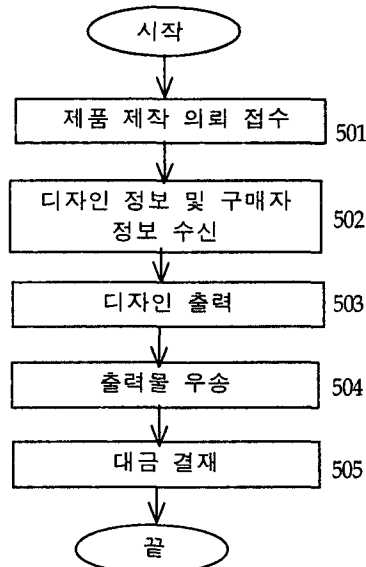 시작
제품 제작 의뢰 접수
501
디자인 정보 및 구매자
정보 수신
502
디자인 출력
503
출력물 우송
504
대금 결재
505
끝